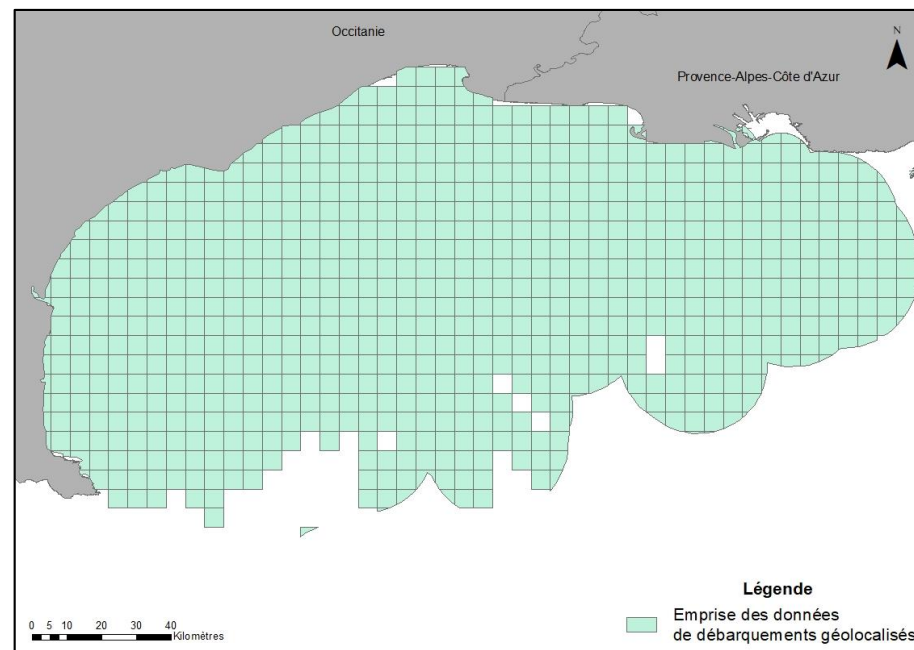 Occitanie
N
Provence-Alpes-Côte d'Azur
Légende
Emprise des données
de débarquements géolocalisés
0 5 10 20 30 40
Kilomètres